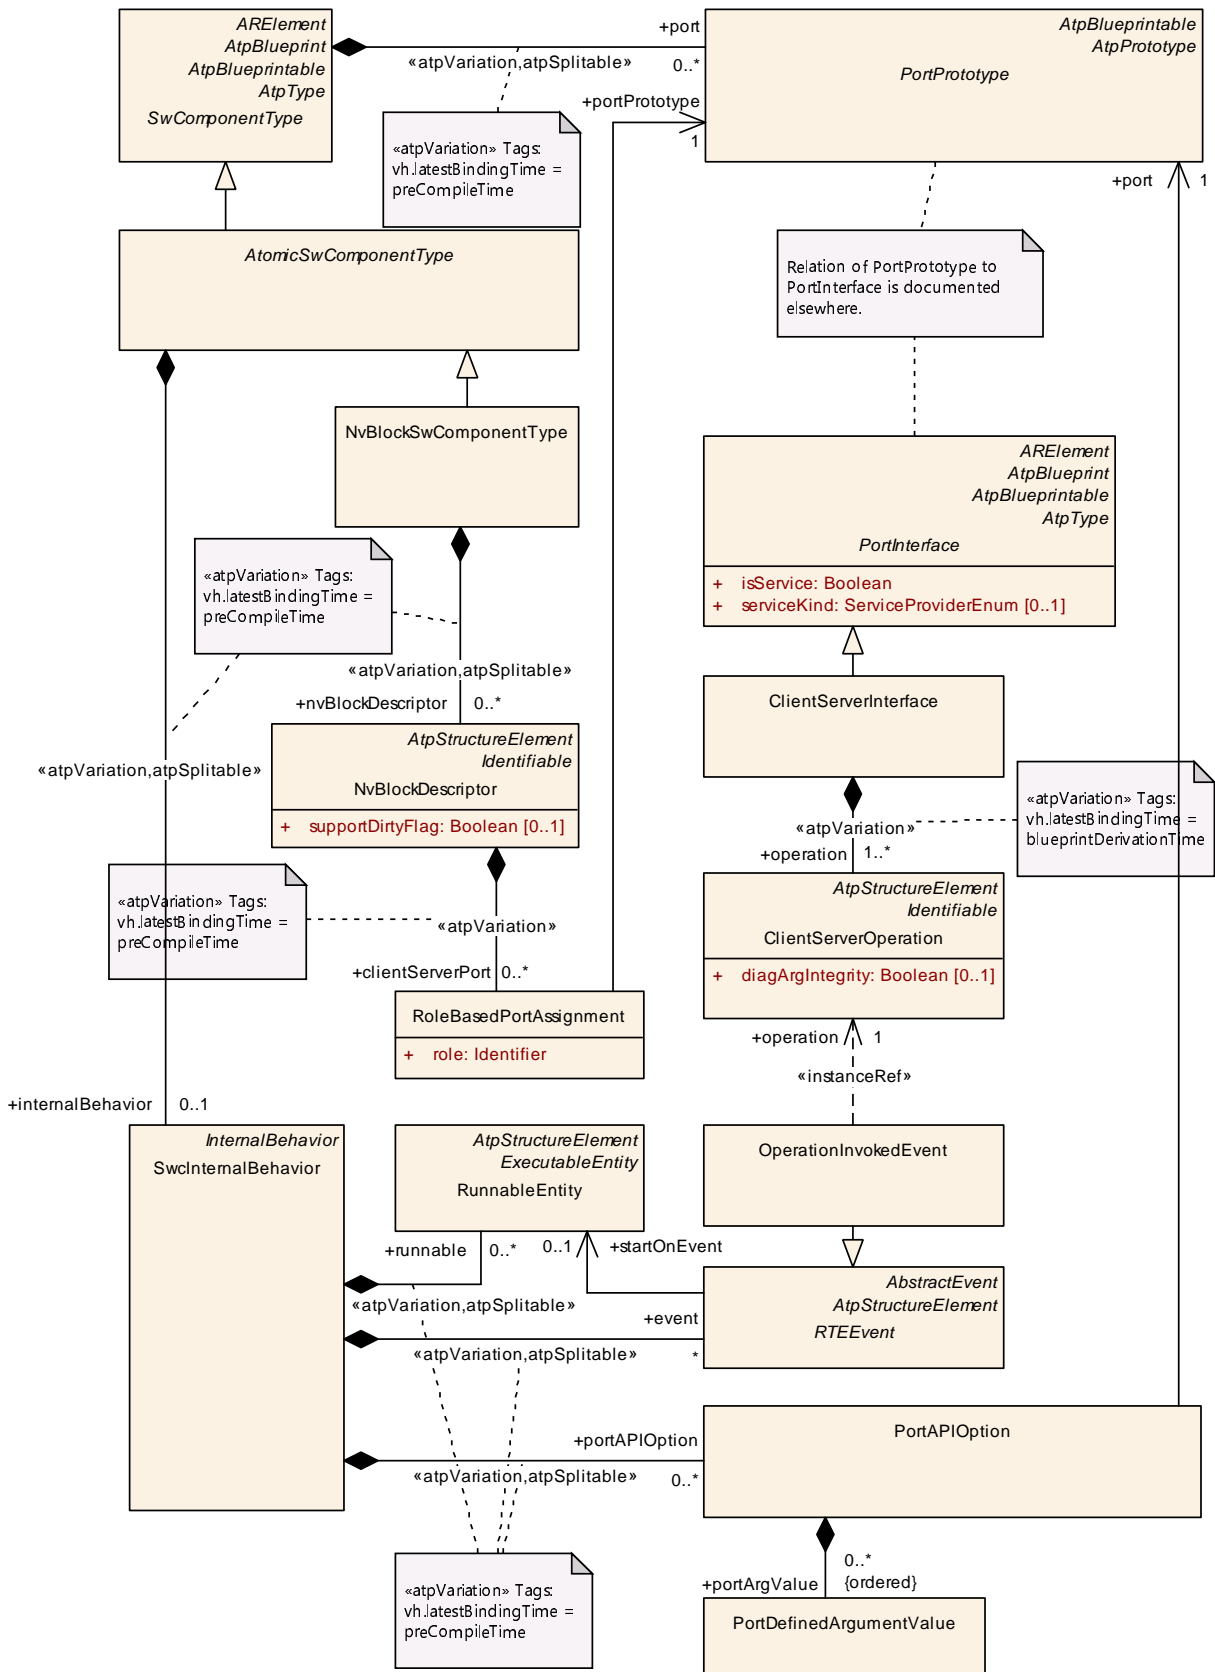 ARElement
AtpBlueprint
AtpBlueprintable
AtpType
SwComponentType
+port
«atpVariation,atpSplitable»
0..*
AtpBlueprintable
AtpPrototype
PortPrototype
+portPrototype
1
«atpVariation» Tags:
vh.latestBindingTime =
preCompileTime
+port
1
AtomicSwComponentType
Relation of PortPrototype to
PortInterface is documented
elsewhere.
NvBlockSwComponentType
ARElement
AtpBlueprint
AtpBlueprintable
AtpType
PortInterface
+ isService: Boolean
+ serviceKind: ServiceProviderEnum [0..1]
«atpVariation» Tags:
vh.latestBindingTime =
preCompileTime
«atpVariation,atpSplitable»
+nvBlockDescriptor
0..*
ClientServerInterface
AtpStructureElement
Identifiable
NvBlockDescriptor
+ supportDirtyFlag: Boolean [0..1]
«atpVariation,atpSplitable»
«atpVariation» Tags:
vh.latestBindingTime =
blueprintDerivationTime
«atpVariation»
+operation
1..*
«atpVariation» Tags:
vh.latestBindingTime =
preCompileTime
«atpVariation»
+clientServerPort
0..*
AtpStructureElement
Identifiable
ClientServerOperation
+ diagArgIntegrity: Boolean [0..1]
RoleBasedPortAssignment
+ role: Identifier
+operation
1
«instanceRef»
+internalBehavior
0..1
InternalBehavior
SwcInternalBehavior
AtpStructureElement
ExecutableEntity
RunnableEntity
OperationInvokedEvent
+runnable
0..*
0..1
+startOnEvent
«atpVariation,atpSplitable»
AbstractEvent
AtpStructureElement
RTEEvent
+event
«atpVariation,atpSplitable»
*
+portAPIOption
«atpVariation,atpSplitable»
0..*
PortAPIOption
«atpVariation» Tags:
vh.latestBindingTime =
preCompileTime
0..*
+portArgValue
{ordered}
PortDefinedArgumentValue